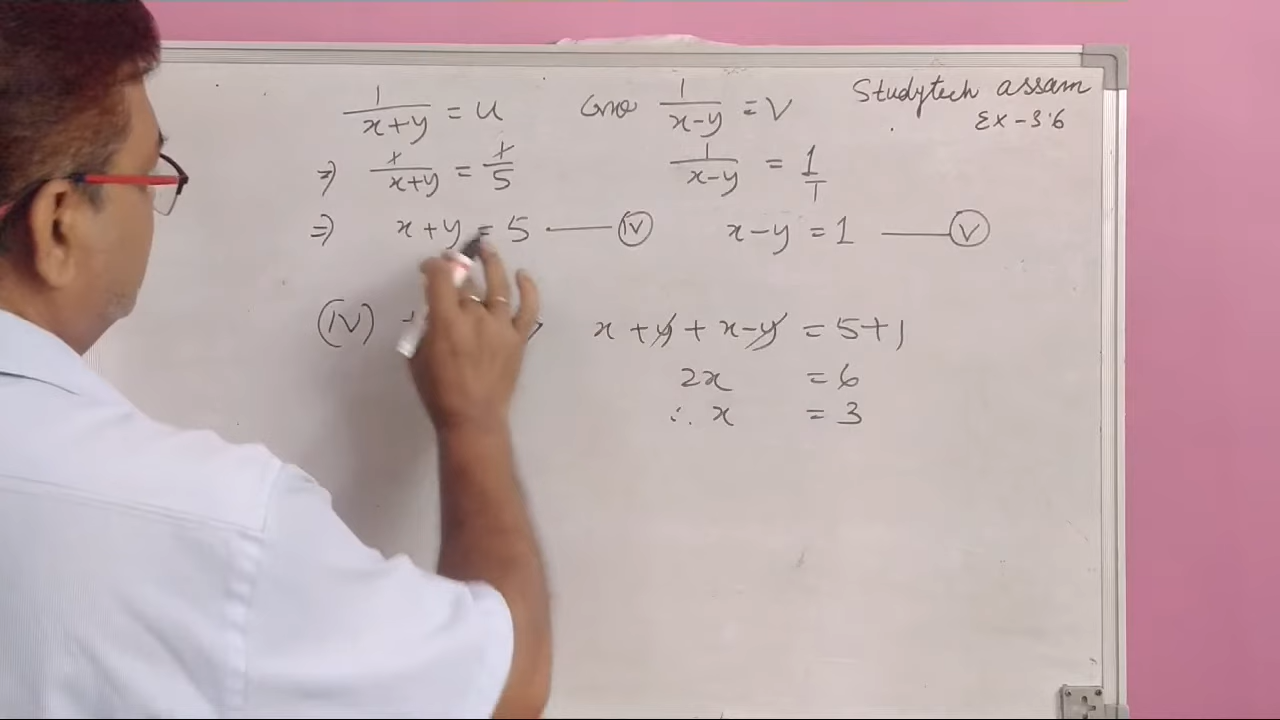 Studytech assam
Ex-3.6
1/(x+y) = u 1/(x-y) = v
⇒ 1/(x+y) = 1/5 1/(x-y) = 1/1
⇒ x+y = 5 —— (iv) x-y = 1 —— (v)
(iv) + x+y+x-y = 5+1
2x = 6
∴ x = 3